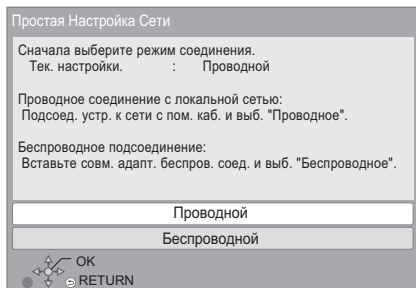 Простая Настройка Сети
Сначала выберите режим соединения.
Тек. настройки. : Проводной
Проводное соединение с локальной сетью:
Подсоед. устр. к сети с пом. каб. и выб. "Проводное".
Беспроводное подсоединение:
Вставьте совм. адапт. беспров. соед. и выб. "Беспроводное".
Проводной
Беспроводной
OK
RETURN